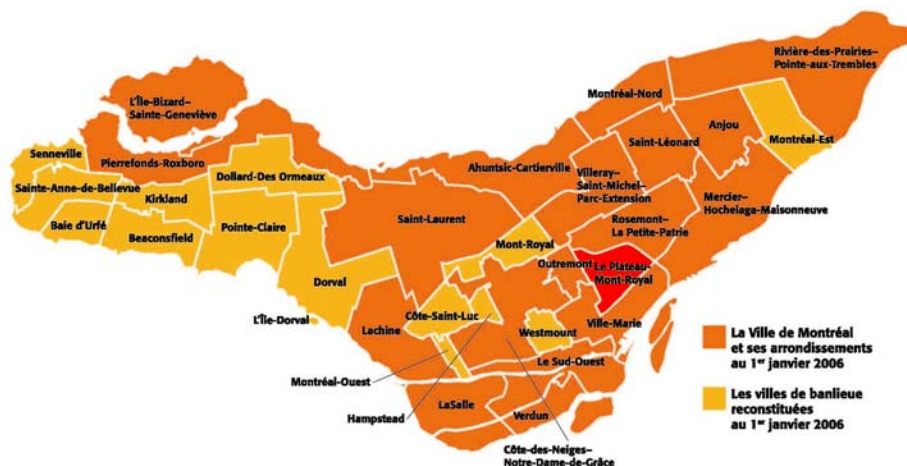 Rivière-des-Prairies–
Pointe-aux-Trembles
L'Île-Bizard–
Sainte-Geneviève
Montréal-Nord
Anjou
Saint-Léonard
Montréal-Est
Senneville
Pierrefonds-Roxboro
Ahuntsic-Cartierville
Villeray–
Saint-Michel–
Parc-Extension
Dollard-Des Ormeaux
Sainte-Anne-de-Bellevue
Kirkland
Mercier–
Hochelaga-Maisonneuve
Saint-Laurent
Rosemont–
La Petite-Patrie
Baie d'Urfé
Beaconsfield
Pointe-Claire
Mont-Royal
Outremont
Le Plateau-
Mont-Royal
Dorval
L'Île-Dorval
Lachine
Côte-Saint-Luc
Westmount
Ville-Marie
Le Sud-Ouest
Montréal-Ouest
Hampstead
LaSalle
Verdun
Côte-des-Neiges–
Notre-Dame-de-Grâce
La Ville de Montréal
et ses arrondissements
au 1er janvier 2006
Les villes de banlieue
reconstituées
au 1er janvier 2006